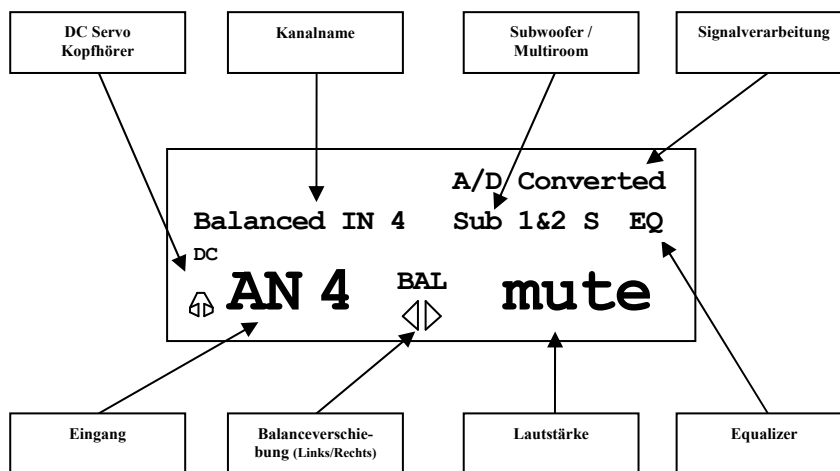 DC Servo
Kopfhörer
Kanalname
Subwoofer /
Multiroom
Signalverarbeitung
A/D Converted
Balanced IN 4 Sub 1&2 S EQ
DC
AN 4 BAL mute
Eingang
Balanceverschie-
bung (Links/Rechts)
Lautstärke
Equalizer